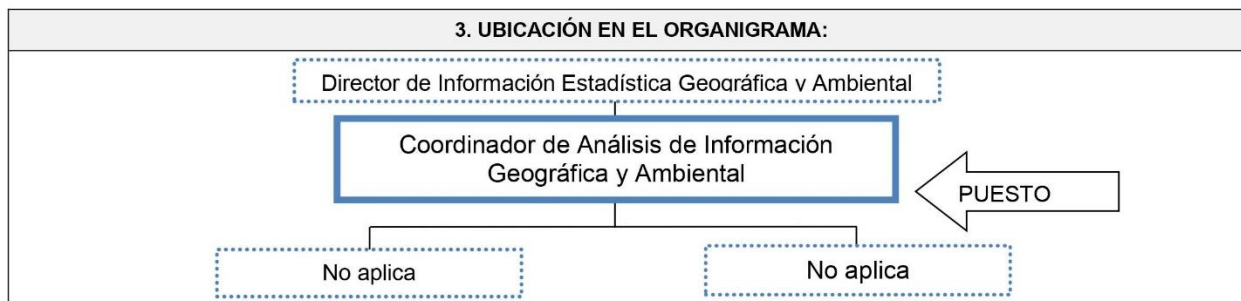 3. UBICACIÓN EN EL ORGANIGRAMA:
Director de Información Estadística Geográfica y Ambiental
Coordinador de Análisis de Información
Geográfica y Ambiental
PUESTO
No aplica
No aplica